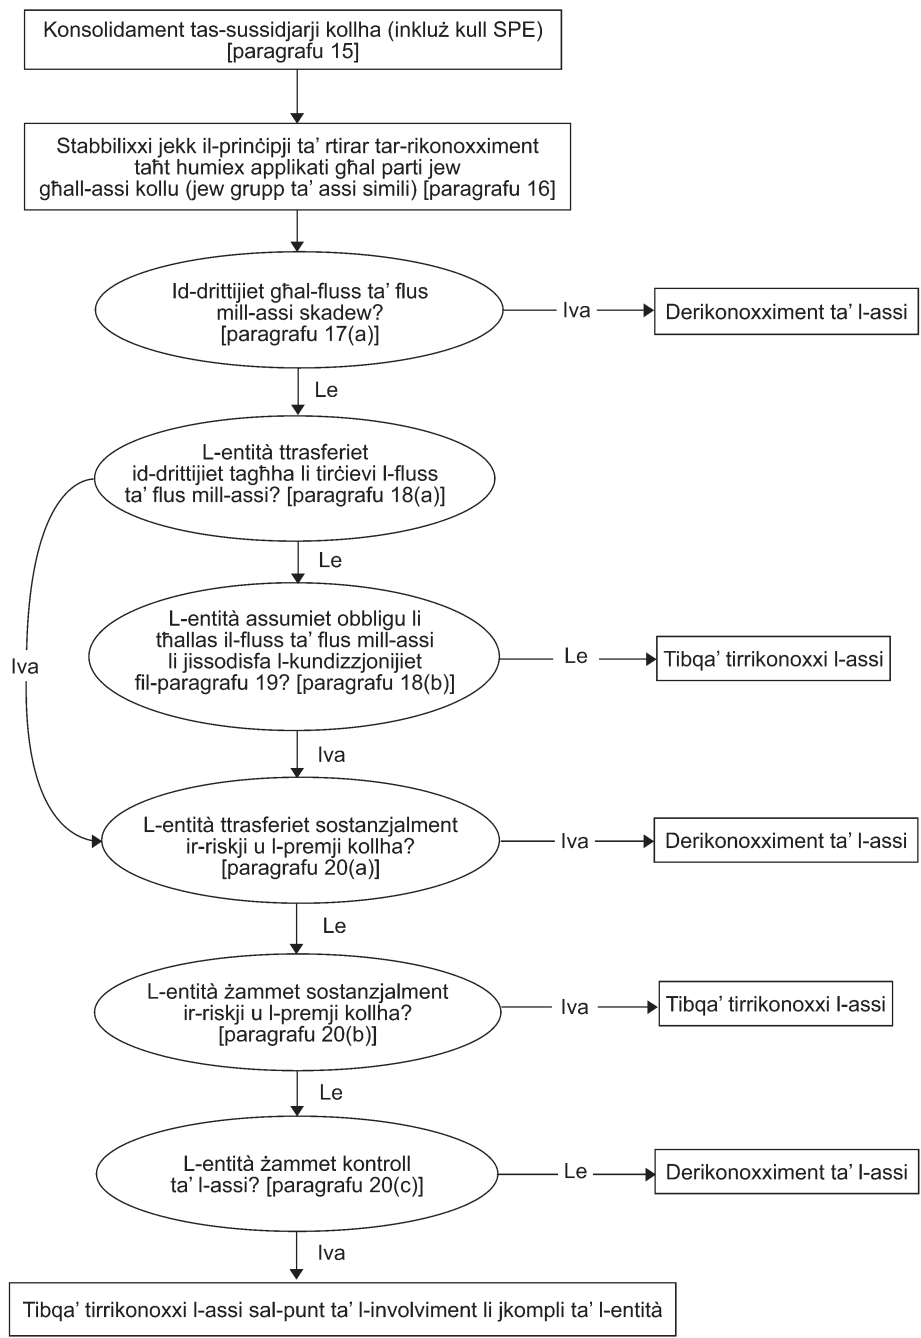 Konsolidament tas-sussidjarji kollha (inkluż kull SPE)
[paragrafu 15]
Stabbilixxi jekk il-prinċipji ta’ rtirar tar-rikonoxximent
taħt humiex applikati għal parti jew
għall-assi kollu (jew grupp ta’ assi simili) [paragrafu 16]
Id-drittijiet għal-fluss ta’ flus
mill-assi skadew?
[paragrafu 17(a)]
Iva
Derikonoxximent ta’ l-assi
Le
L-entità ttrasferiet
id-drittijiet tagħha li tirċievi l-fluss
ta’ flus mill-assi? [paragrafu 18(a)]
Le
L-entità assumiet obbligu li
tħallas il-fluss ta’ flus mill-assi
li jissodisfa l-kundizzjonijiet
fil-paragrafu 19? [paragrafu 18(b)]
Le
Tibqa’ tirrikonoxxi l-assi
Iva
Iva
L-entità ttrasferiet sostanzjalment
ir-riskji u l-premji kollha?
[paragrafu 20(a)]
Iva
Derikonoxximent ta’ l-assi
Le
L-entità żammet sostanzjalment
ir-riskji u l-premji kollha?
[paragrafu 20(b)]
Iva
Tibqa’ tirrikonoxxi l-assi
Le
L-entità żammet kontroll
ta’ l-assi? [paragrafu 20(c)]
Le
Derikonoxximent ta’ l-assi
Iva
Tibqa’ tirrikonoxxi l-assi sal-punt ta’ l-involviment li jkompli ta’ l-entità